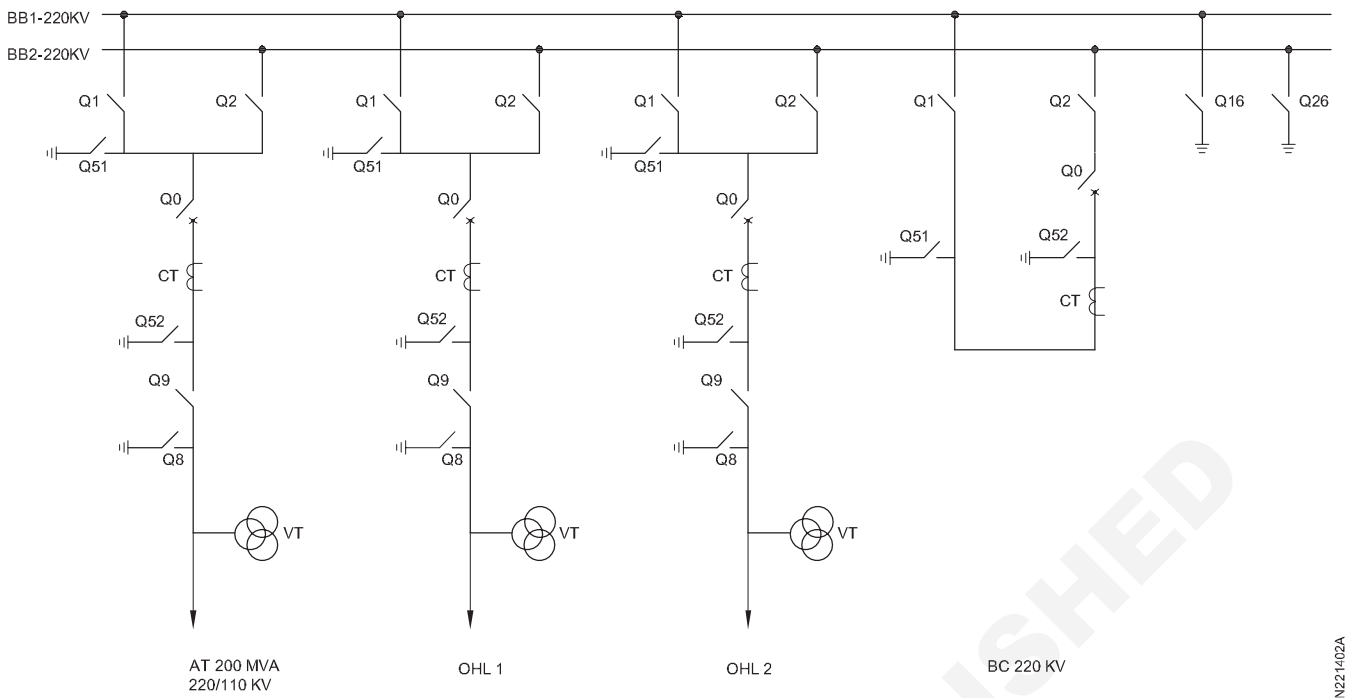 BB1-220KV
BB2-220KV
Q1 Q2 Q1 Q2 Q1 Q2 Q1 Q2 Q16 Q26
Q51 Q51 Q51
Q0 Q0 Q0 Q0
Q51 Q52
CT CT CT CT
Q52 Q52 Q52
Q9 Q9 Q9
Q8 Q8 Q8
VT VT VT
AT 200 MVA
220/110 KV
OHL 1
OHL 2
BC 220 KV
N221402A